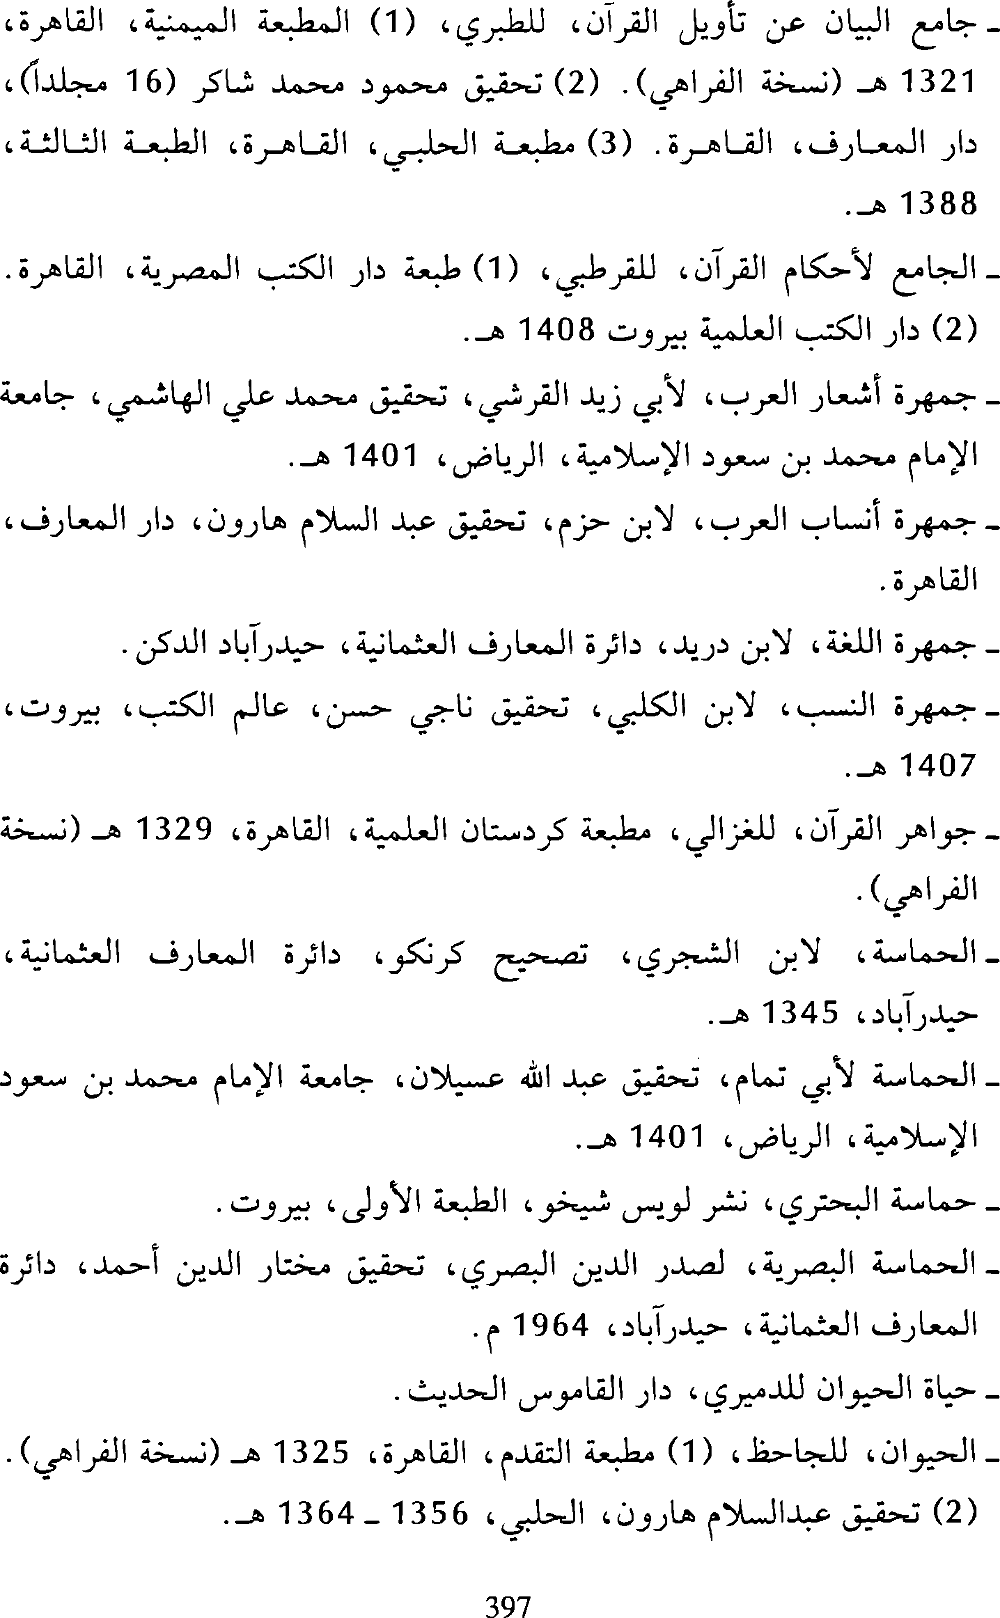 ـ جامع البيان عن تأويل القرآن، للطبري، (1) المطبعة الميمنية، القاهرة،
1321 هـ (نسخة الفراهي). (2) تحقيق محمود محمد شاكر (16 مجلداً)،
دار المعـارف، القـاهـرة. (3) مطبعـة الحلبـي، القـاهـرة، الطبعـة الثـالثـة،
1388 هـ.
ـ الجامع لأحكام القرآن، للقرطبي، (1) طبعة دار الكتب المصرية، القاهرة.
(2) دار الكتب العلمية بيروت 1408 هـ.
ـ جمهرة أشعار العرب، لأبي زيد القرشي، تحقيق محمد علي الهاشمي، جامعة
الإمام محمد بن سعود الإسلامية، الرياض، 1401 هـ.
ـ جمهرة أنساب العرب، لابن حزم، تحقيق عبد السلام هارون، دار المعارف،
القاهرة.
ـ جمهرة اللغة، لابن دريد، دائرة المعارف العثمانية، حيدرآباد الدكن.
ـ جمهرة النسب، لابن الكلبي، تحقيق ناجي حسن، عالم الكتب، بيروت،
1407 هـ.
ـ جواهر القرآن، للغزالي، مطبعة كردستان العلمية، القاهرة، 1329 هـ (نسخة
الفراهي).
ـ الحماسة، لابن الشجري، تصحيح كرنكو، دائرة المعارف العثمانية،
حيدرآباد، 1345 هـ.
ـ الحماسة لأبي تمام، تحقيق عبد الله عسيلان، جامعة الإمام محمد بن سعود
الإسلامية، الرياض، 1401 هـ.
ـ حماسة البحتري، نشر لويس شيخو، الطبعة الأولى، بيروت.
ـ الحماسة البصرية، لصدر الدين البصري، تحقيق مختار الدين أحمد، دائرة
المعارف العثمانية، حيدرآباد، 1964 م.
ـ حياة الحيوان للدميري، دار القاموس الحديث.
ـ الحيوان، للجاحظ، (1) مطبعة التقدم، القاهرة، 1325 هـ (نسخة الفراهي).
(2) تحقيق عبدالسلام هارون، الحلبي، 1356 ـ 1364 هـ.
397